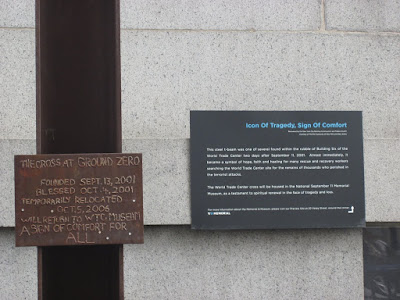 THE CROSS AT GROUND ZERO
FOUNDED SEPT. 13, 2001
BLESSED OCT. 4, 2001
TEMPORARILY RELOCATED
OCT. 5, 2006
WILL RETURN TO WTC MUSEUM
A SIGN OF COMFORT FOR
ALL
Icon Of Tragedy, Sign Of Comfort
This steel I-beam was one of several found within the rubble of Building Six of the
World Trade Center two days after September 11, 2001. Almost immediately, it
became a symbol of hope, faith and healing for many rescue and recovery workers
searching the World Trade Center site for the remains of thousands who perished in
the terrorist attacks.
The World Trade Center cross will be housed in the National September 11 Memorial
Museum, as a testament to spiritual renewal in the face of tragedy and loss.
9/11 MEMORIAL